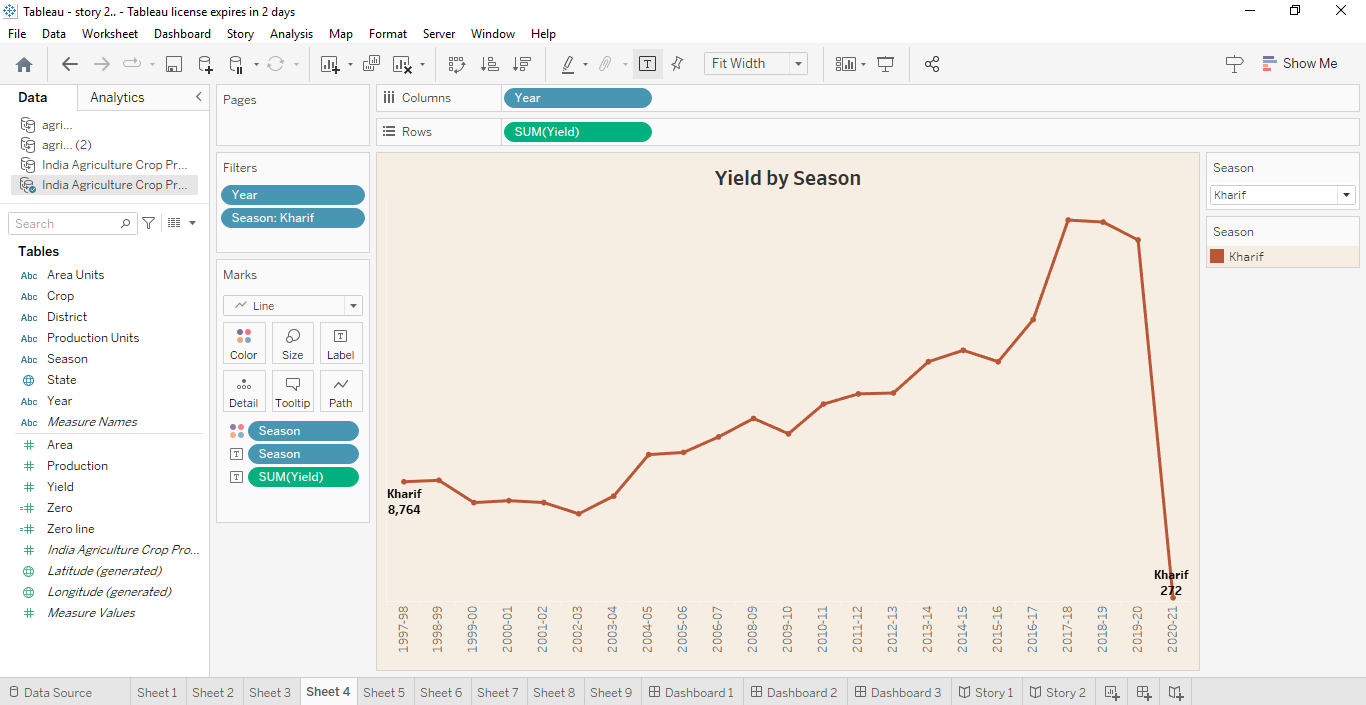 Tableau - story 2.. - Tableau license expires in 2 days
File Data Worksheet Dashboard Story Analysis Map Format Server Window Help
Fit Width
Show Me
Data Analytics
agri...
agri... (2)
India Agriculture Crop Pr...
India Agriculture Crop Pr...
Search
Tables
Abc Area Units
Abc Crop
Abc District
Abc Production Units
Abc Season
State
Abc Year
Abc Measure Names
# Area
# Production
# Yield
=# Zero
=# Zero line
# India Agriculture Crop Pro...
Latitude (generated)
Longitude (generated)
# Measure Values
Pages
Filters
Year
Season: Kharif
Marks
Line
Color Size Label
Detail Tooltip Path
Season
T Season
T SUM(Yield)
Columns Year
Rows SUM(Yield)
Yield by Season
Kharif
8,764
Kharif
272
1997-98
1998-99
1999-00
2000-01
2001-02
2002-03
2003-04
2004-05
2005-06
2006-07
2008-09
2009-10
2010-11
2011-12
2012-13
2013-14
2014-15
2015-16
2016-17
2017-18
2018-19
2019-20
2020-21
Season
Kharif
Season
Kharif
Data Source Sheet 1 Sheet 2 Sheet 3 Sheet 4 Sheet 5 Sheet 6 Sheet 7 Sheet 8 Sheet 9 Dashboard 1 Dashboard 2 Dashboard 3 Story 1 Story 2